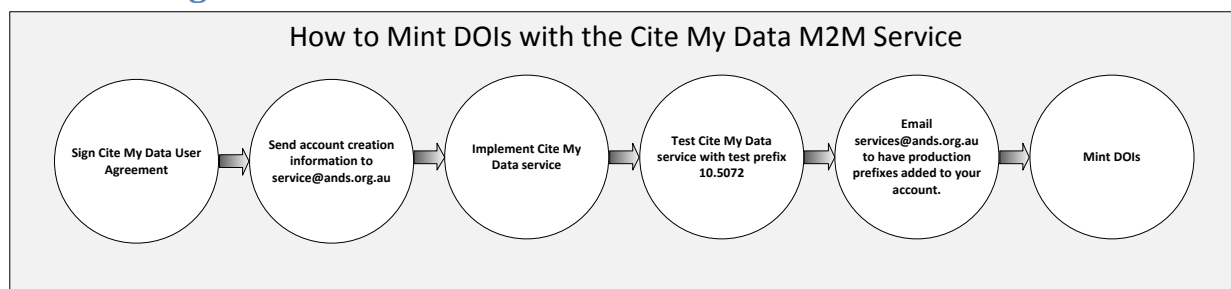 How to Mint DOIs with the Cite My Data M2M Service
Sign Cite My Data User
Agreement
Send account creation
information to
service@ands.org.au
Implement Cite My
Data service
Test Cite My Data
service with test prefix
10.5072
Email
services@ands.org.au
to have production
prefixes added to your
account.
Mint DOIs